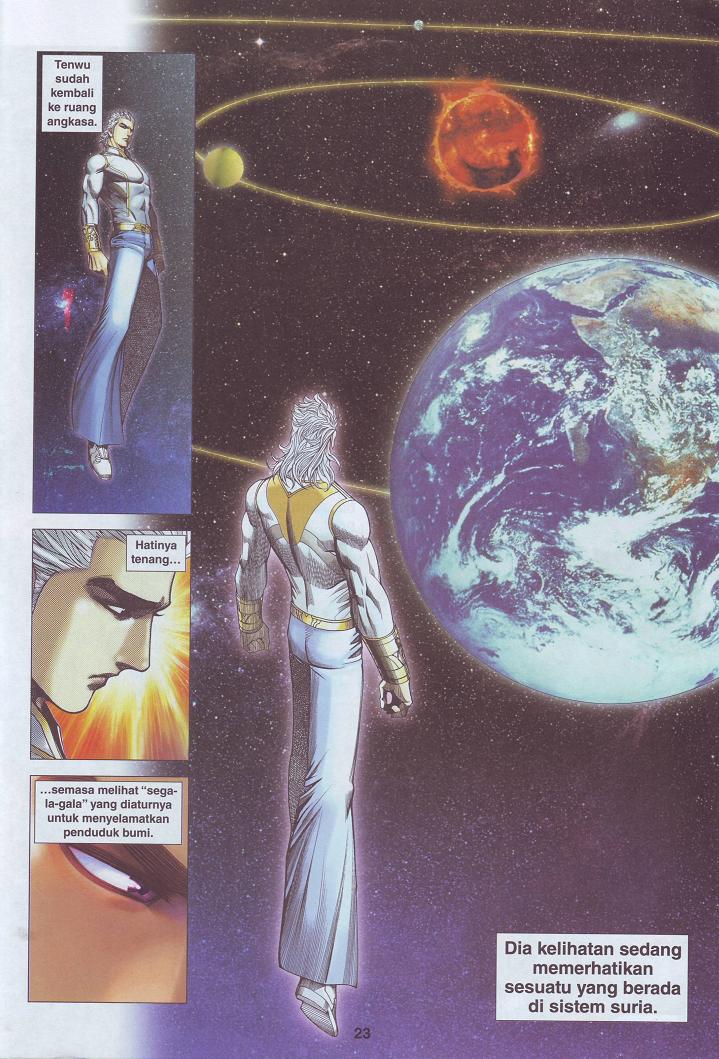 Tenwu
sudah
kembali
ke ruang
angkasa.
Hatinya
tenang...
...semasa melihat “sega-
la-gala” yang diaturnya
untuk menyelamatkan
penduduk bumi.
Dia kelihatan sedang
memerhatikan
sesuatu yang berada
di sistem suria.
23